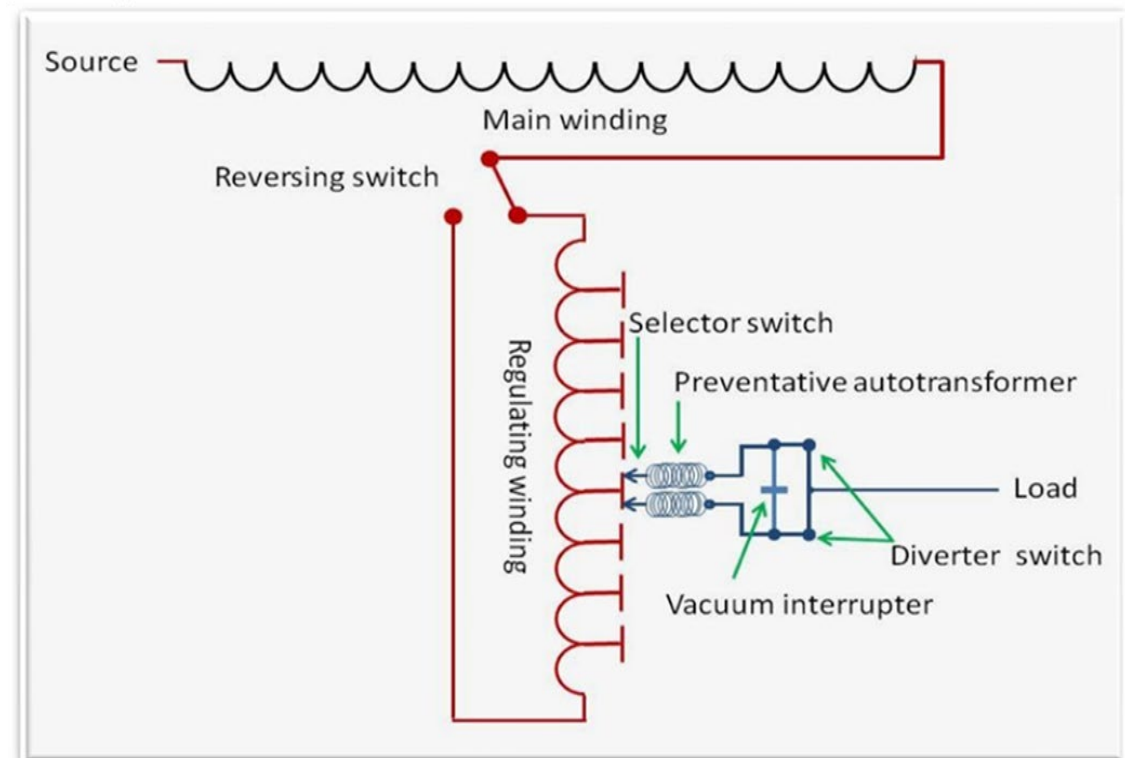 Source
Main winding
Reversing switch
Selector switch
Regulating winding
Preventative autotransformer
Load
Diverter switch
Vacuum interrupter